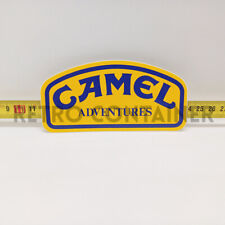 CAMEL
ADVENTURES
RETRO CONTAINER